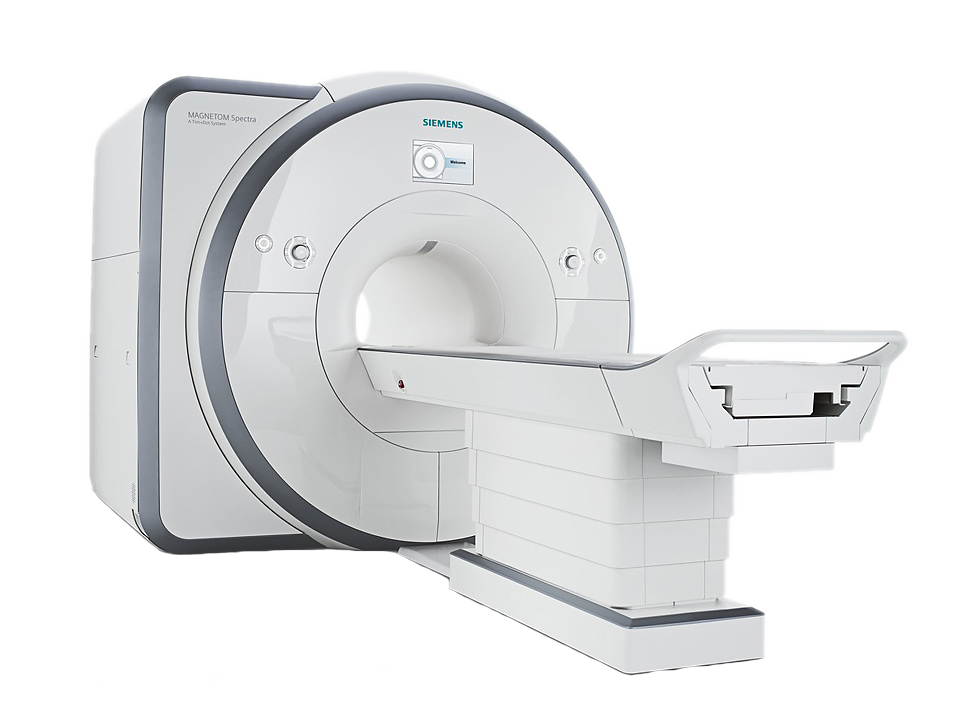 MAGNETOM Spectra
A Tim+Dot System
SIEMENS
Welcome